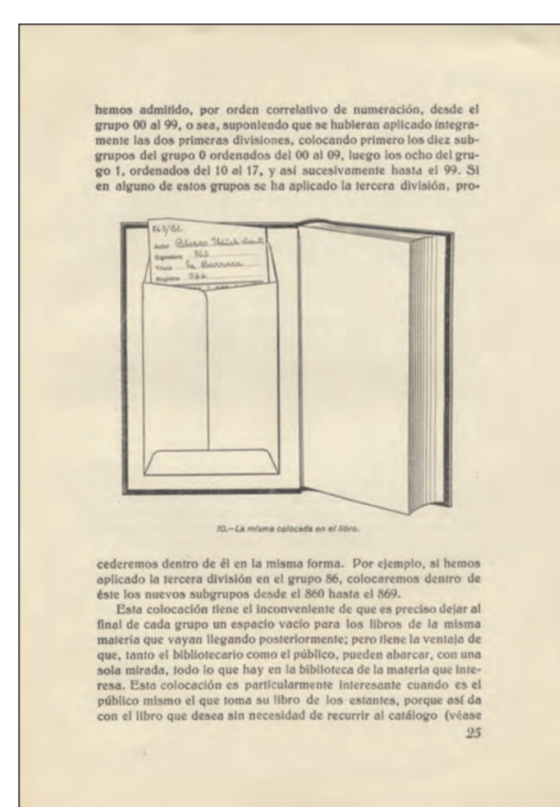 hemos admitido, por orden correlativo de numeración, desde el
grupo 00 al 99, o sea, suponiendo que se hubieran aplicado íntegra-
mente las dos primeras divisiones, colocando primero los diez sub-
grupos del grupo 0 ordenados del 00 al 09, luego los ocho del gru-
go 1, ordenados del 10 al 17, y así sucesivamente hasta el 99. Si
en alguno de estos grupos se ha aplicado la tercera división, pro-
863/BL.
Autor Blasco
Signatura 863
Título La Barraca
Registro
10.-La misma colocada en el libro.
cederemos dentro de él en la misma forma. Por ejemplo, si hemos
aplicado la tercera división en el grupo 86, colocaremos dentro de
éste los nuevos subgrupos desde el 860 hasta el 869.
Esta colocación tiene el inconveniente de que es preciso dejar al
final de cada grupo un espacio vacío para los libros de la misma
materia que vayan llegando posteriormente; pero tiene la ventaja de
que, tanto el bibliotecario como el público, pueden abarcar, con una
sola mirada, todo lo que hay en la biblioteca de la materia que inte-
resa. Esta colocación es particularmente interesante cuando es el
público mismo el que toma su libro de los estantes, porque así da
con el libro que desea sin necesidad de recurrir al catálogo (véase
25